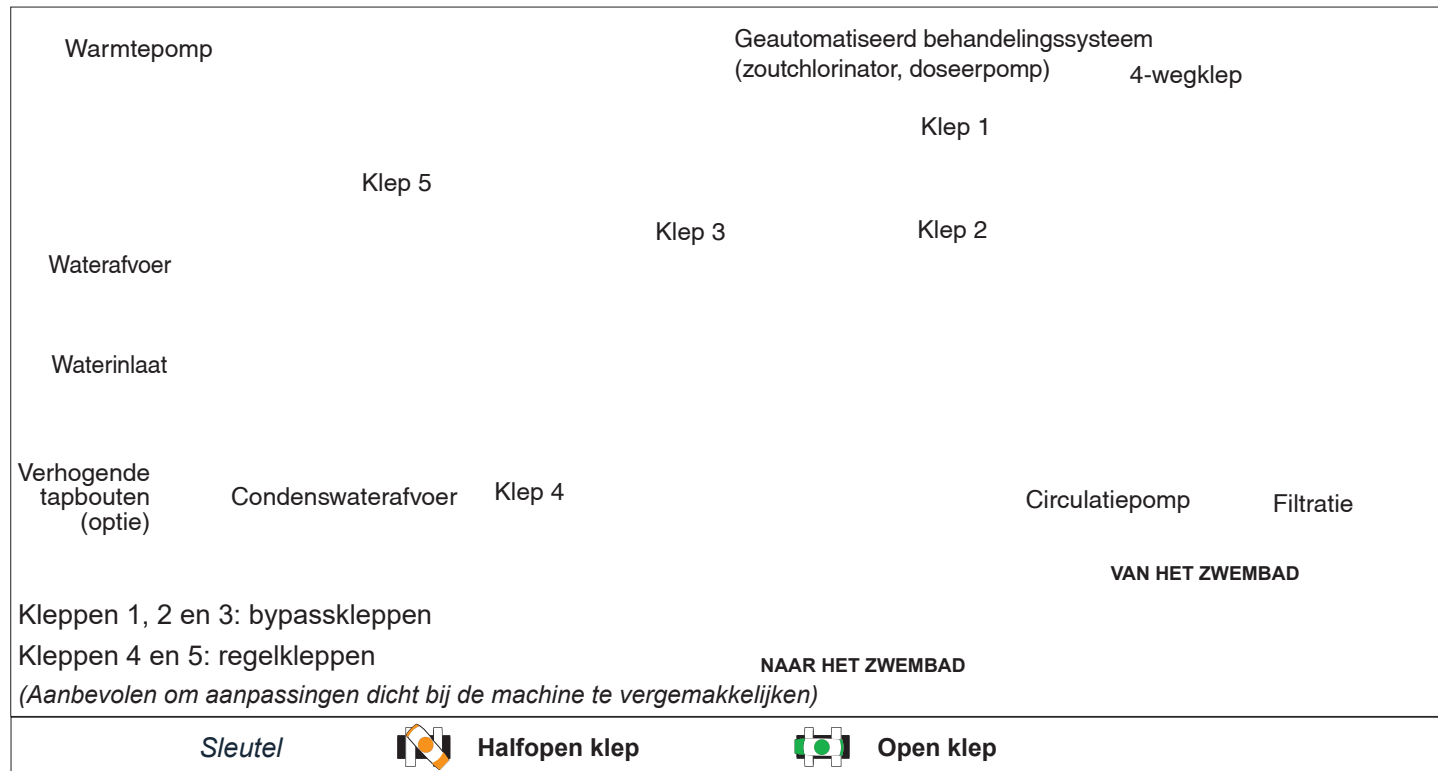 Warmtepomp
Geautomatiseerd behandelingssysteem
(zoutchlorinator, doseerpomp)
4-wegklep
Klep 1
Klep 5
Klep 3
Klep 2
Waterafvoer
Waterinlaat
Verhogende
tapbouten
(optie)
Condenswaterafvoer
Klep 4
Circulatiepomp
Filtratie
VAN HET ZWEMBAD
Kleppen 1, 2 en 3: bypasskleppen
Kleppen 4 en 5: regelkleppen
NAAR HET ZWEMBAD
(Aanbevolen om aanpassingen dicht bij de machine te vergemakkelijken)
Sleutel
Halfopen klep
Open klep